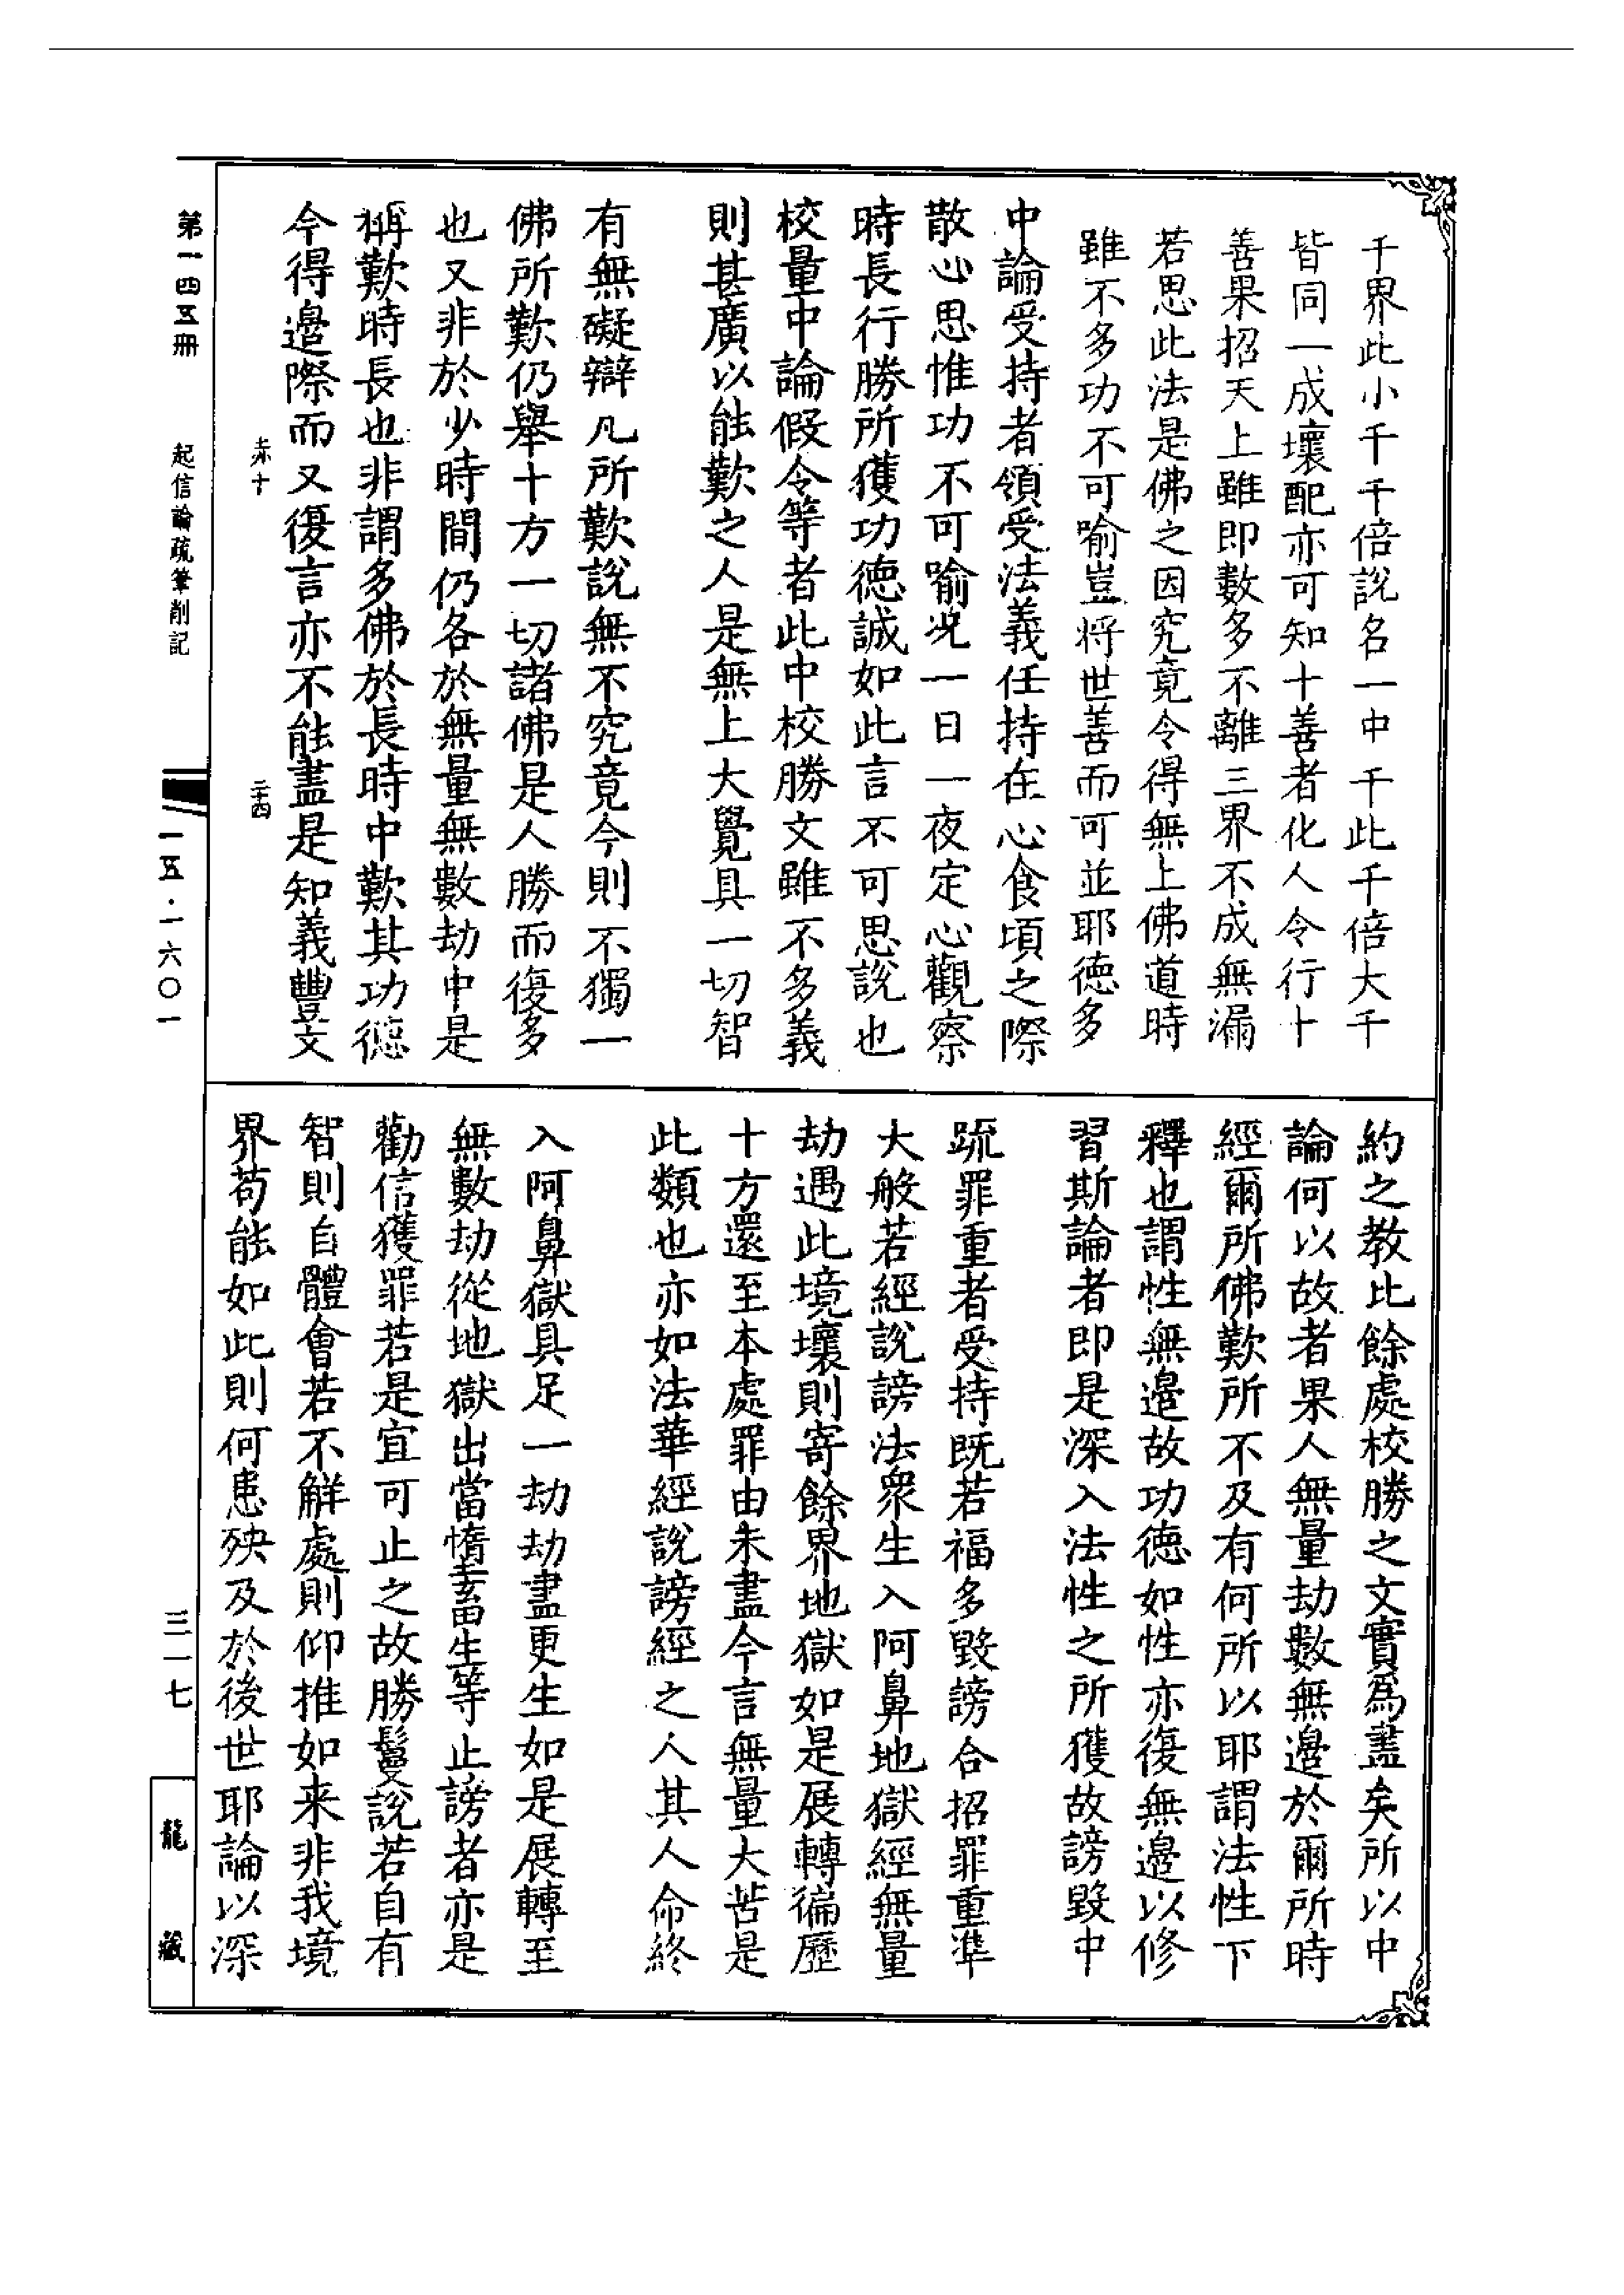 千界此小千千千倍說名一中千此千千倍大千
皆同一成壞配亦可知十善者化人令行十
善果招天上雖即數多不離三界不成無漏
若思此法是佛之因究竟令得無上佛道時
雖不多功不可喻豈將世善而可並耶德多
中論受持者領受法義任持在心食頃之際
散心思惟功不可喻况一日一夜定心觀察
時長行勝所獲功德誠如此言不可思說也
校量中論假令等者此中校勝文雖不多義
則甚廣以能歎之人是無上大覺具一切智
有無礙辯凡所歎說無不究竟今則不獨一
佛所歎仍舉十方一切諸佛是人勝而復多
也又非於少時間仍各於無量無數劫中是
稱歎時長也非謂多佛於長時中歎其功德
今得邊際而又復言亦不能盡是知義豐文
約之教比餘處校勝之文實為盡矣所以中
論何以故者果人無量劫數無邊於爾所時
經爾所佛歎所不及有何所以耶謂法性下
釋也謂性無邊故功德如性亦復無邊以修
習斯論者即是深入法性之所獲故謗毀中
疏罪重者受持既若福多毀謗合招罪重準
大般若經說謗法眾生入阿鼻地獄經無量
劫遇此境壞則寄餘界地獄如是展轉徧歷
十方還至本處罪由未盡今言無量大苦是
此類也亦如法華經說謗經之人其人命終
入阿鼻獄具足一劫劫盡更生如是展轉至
無數劫從地獄出當墮畜生等止謗者亦是
勸信獲罪若是宜可止之故勝鬘說若自有
智則自體會若不解處則仰推如来非我境
界苟能如此則何患殃及於後世耶論以深
第一四五冊
起信論疏筆削記
赤十
二十四
一五·一六〇一
三一七
龍藏